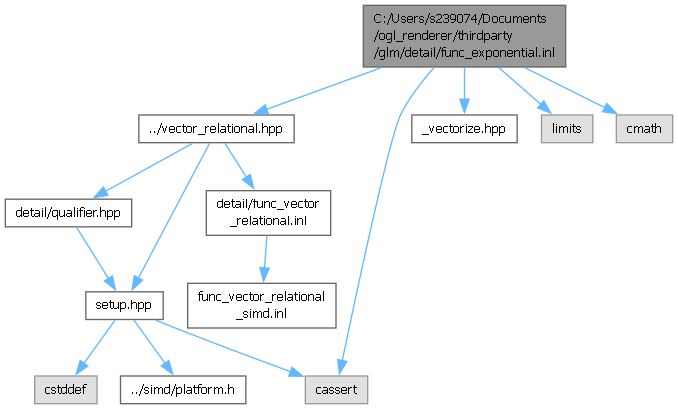 C:/Users/s239074/Documents
/ogl_renderer/thirdparty
/glm/detail/func_exponential.inl
../vector_relational.hpp
_vectorize.hpp
limits
cmath
detail/qualifier.hpp
detail/func_vector
_relational.inl
setup.hpp
func_vector_relational
_simd.inl
cstddef
../simd/platform.h
cassert